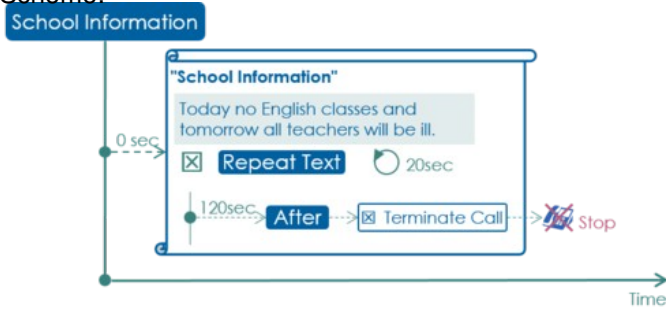 Scheme:
School Information
"School Information"
Today no English classes and
tomorrow all teachers will be ill.
0 sec
Repeat Text
20sec
120sec
After
Terminate Call
Stop
Time